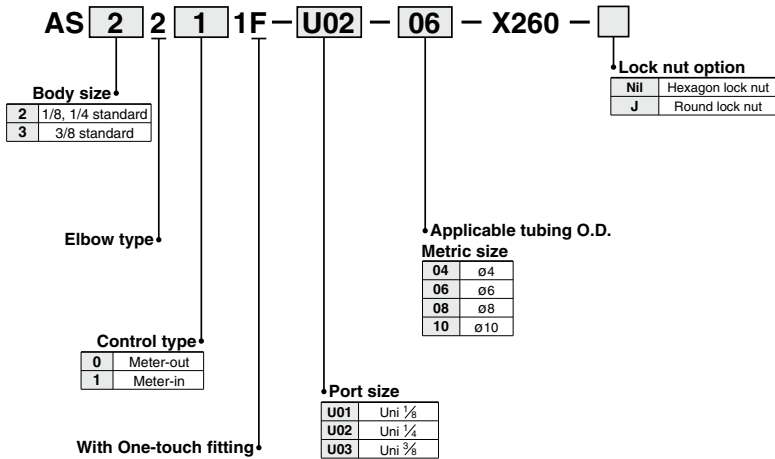 AS 2 2 1 1F – U02 – 06 – X260 –
Lock nut option
Nil Hexagon lock nut
J Round lock nut
Body size
2 1/8, 1/4 standard
3 3/8 standard
Elbow type
Applicable tubing O.D.
Metric size
04 ø4
06 ø6
08 ø8
10 ø10
Control type
0 Meter-out
1 Meter-in
Port size
U01 Uni 1⁄8
U02 Uni 1⁄4
U03 Uni 3⁄8
With One-touch fitting